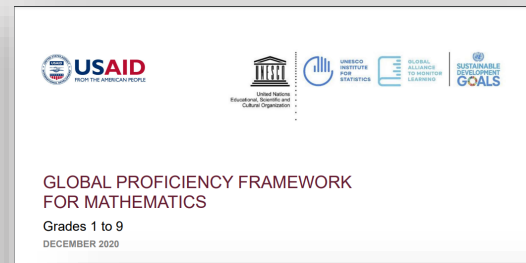 USAID
FROM THE AMERICAN PEOPLE
UNESCO
United Nations
Educational, Scientific and
Cultural Organization
UNESCO
INSTITUTE
FOR
STATISTICS
GLOBAL
ALLIANCE
TO MONITOR
LEARNING
SUSTAINABLE
DEVELOPMENT
GOALS
GLOBAL PROFICIENCY FRAMEWORK
FOR MATHEMATICS
Grades 1 to 9
DECEMBER 2020